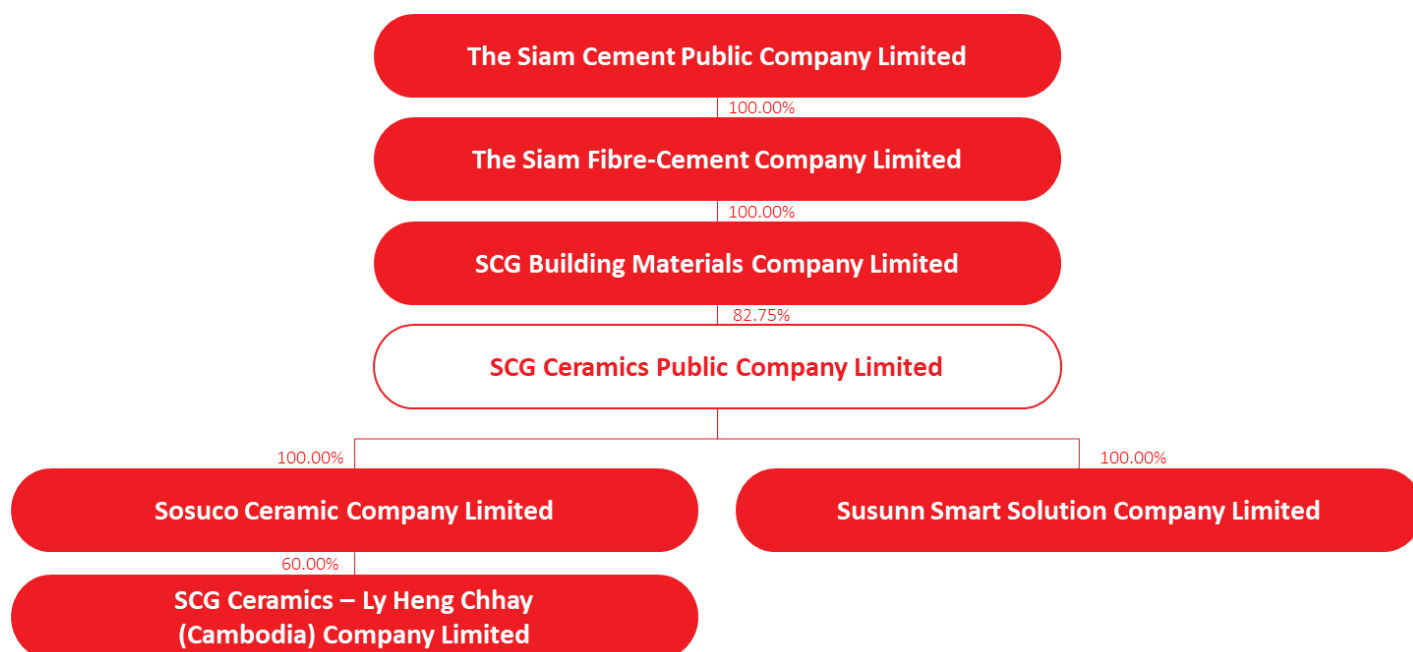 The Siam Cement Public Company Limited
100.00%
The Siam Fibre-Cement Company Limited
100.00%
SCG Building Materials Company Limited
82.75%
SCG Ceramics Public Company Limited
100.00%
100.00%
Sosuco Ceramic Company Limited
Susunn Smart Solution Company Limited
60.00%
SCG Ceramics – Ly Heng Chhay
(Cambodia) Company Limited